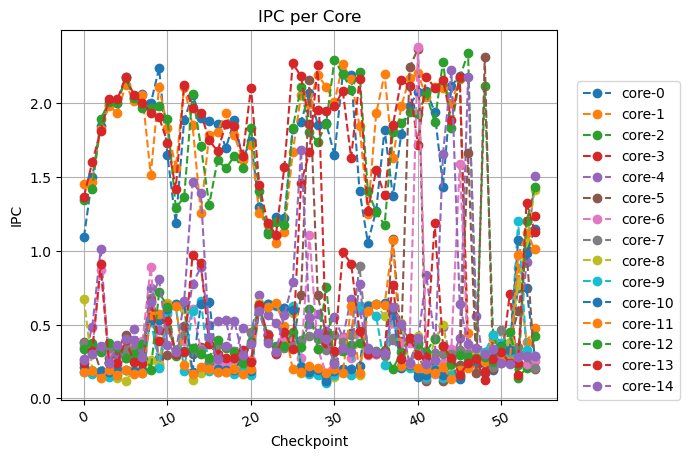 IPC per Core
IPC
2.0
1.5
1.0
0.5
0.0
0
10
20
30
40
50
Checkpoint
core-0
core-1
core-2
core-3
core-4
core-5
core-6
core-7
core-8
core-9
core-10
core-11
core-12
core-13
core-14